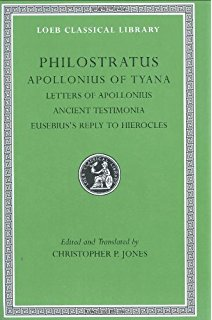 LOEB CLASSICAL LIBRARY
PHILOSTRATUS
APOLLONIUS OF TYANA
LETTERS OF APOLLONIUS
ANCIENT TESTIMONIA
EUSEBIUS'S REPLY TO HIEROCLES
Edited and Translated by
CHRISTOPHER P. JONES